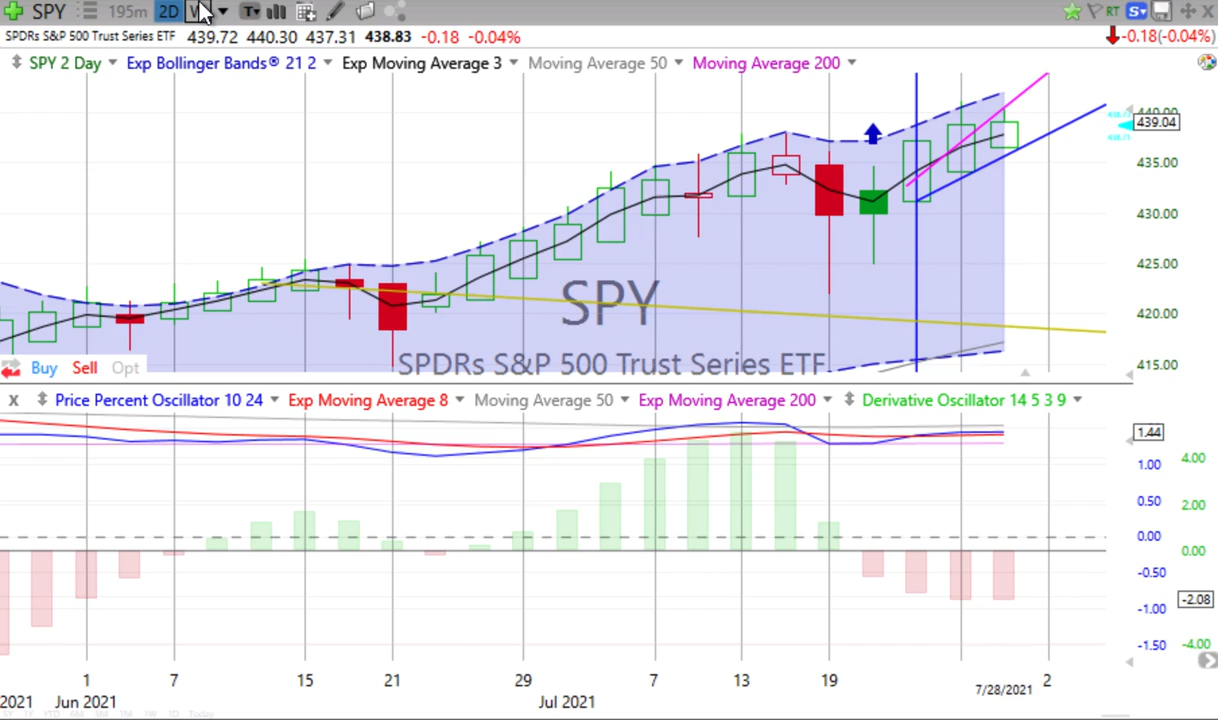 SPY 195m 2D W T RT S
SPDRs S&P 500 Trust Series ETF 439.72 440.30 437.31 438.83 -0.18 -0.04% -0.18(-0.04%)
SPY 2 Day Exp Bollinger Bands® 21 2 Exp Moving Average 3 Moving Average 50 Moving Average 200
440.00
439.04
435.00
430.00
425.00
SPY
420.00
SPDRs S&P 500 Trust Series ETF
415.00
Buy Sell Opt
x Price Percent Oscillator 10 24 Exp Moving Average 8 Moving Average 50 Exp Moving Average 200 Derivative Oscillator 14 5 3 9
1.44
1.00 4.00
0.50 2.00
0.00
0.00
-0.50
-2.08
-1.00
-1.50 -4.00
1 7 15 21 29 7 13 19 7/28/2021 2
2021 Jun 2021 Jul 2021
Today